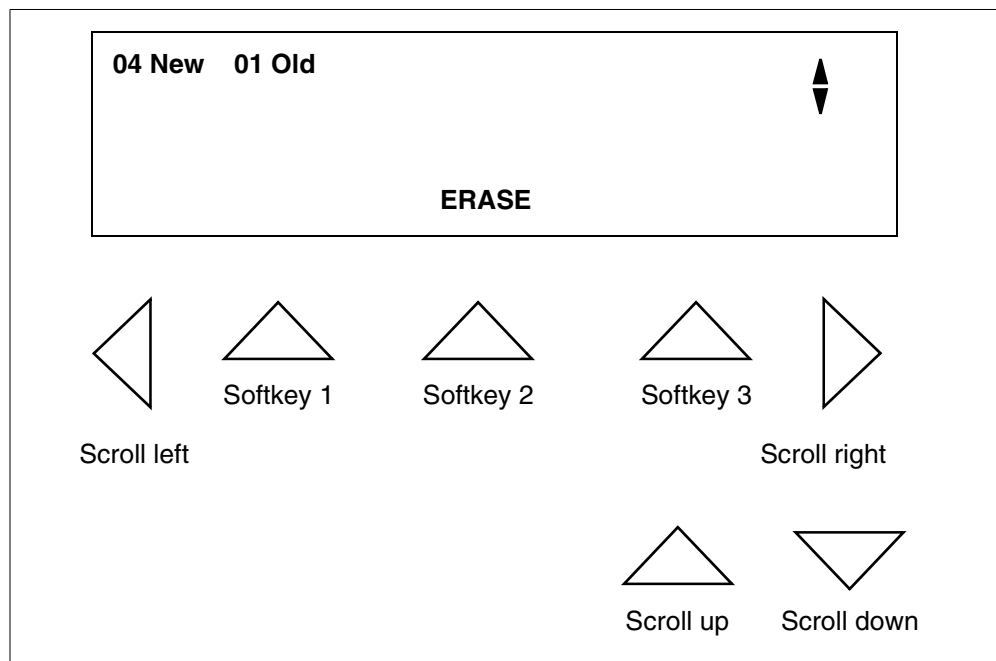 04 New 01 Old
ERASE
Softkey 1 Softkey 2 Softkey 3
Scroll left Scroll right
Scroll up Scroll down